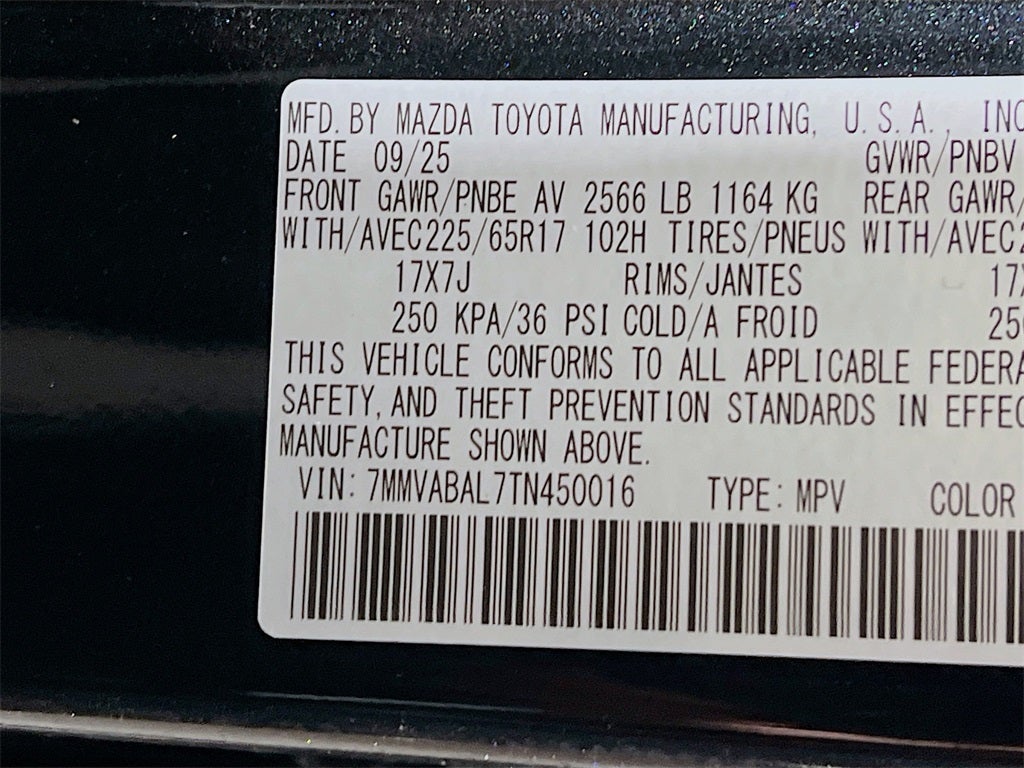 MFD. BY MAZDA TOYOTA MANUFACTURING, U.S.A., INC
DATE 09/25 GVWR/PNBV
FRONT GAWR/PNBE AV 2566 LB 1164 KG REAR GAWR/
WITH/AVEC225/65R17 102H TIRES/PNEUS WITH/AVEC2
17X7J RIMS/JANTES 17X
250 KPA/36 PSI COLD/A FROID 250
THIS VEHICLE CONFORMS TO ALL APPLICABLE FEDERA
SAFETY, AND THEFT PREVENTION STANDARDS IN EFFEC
MANUFACTURE SHOWN ABOVE.
VIN: 7MMVABAL7TN450016 TYPE: MPV COLOR